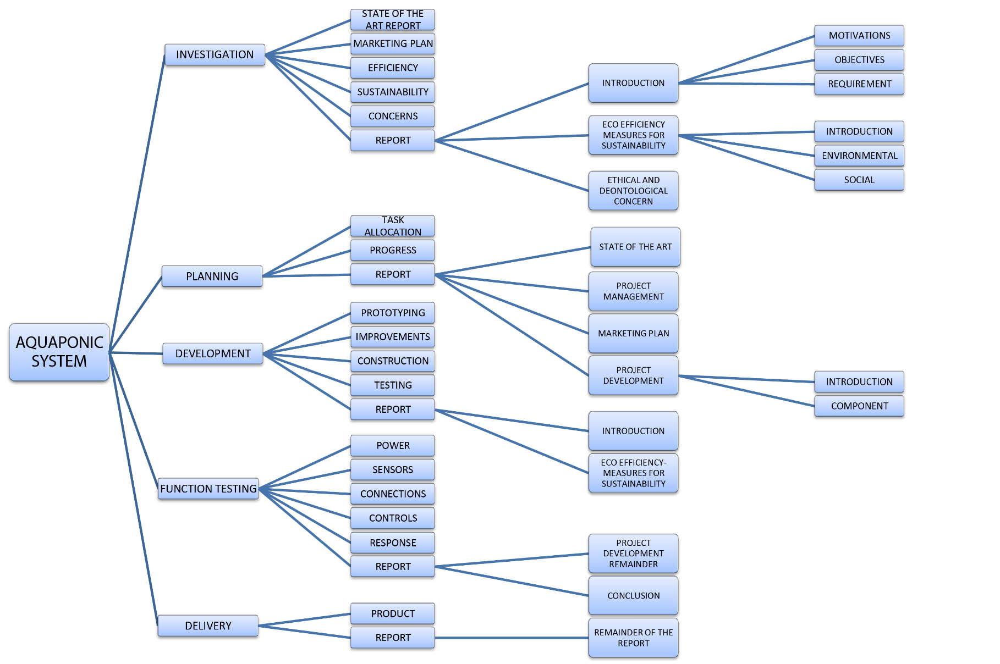 AQUAPONIC
SYSTEM
INVESTIGATION
STATE OF THE
ART REPORT
MARKETING PLAN
EFFICIENCY
SUSTAINABILITY
CONCERNS
REPORT
INTRODUCTION
MOTIVATIONS
OBJECTIVES
REQUIREMENT
ECO EFFICIENCY
MEASURES FOR
SUSTAINABILITY
INTRODUCTION
ENVIRONMENTAL
SOCIAL
ETHICAL AND
DEONTOLOGICAL
CONCERN
PLANNING
TASK
ALLOCATION
PROGRESS
REPORT
STATE OF THE ART
PROJECT
MANAGEMENT
MARKETING PLAN
PROJECT
DEVELOPMENT
INTRODUCTION
COMPONENT
DEVELOPMENT
PROTOTYPING
IMPROVEMENTS
CONSTRUCTION
TESTING
REPORT
INTRODUCTION
ECO EFFICIENCY-
MEASURES FOR
SUSTAINABILITY
FUNCTION TESTING
POWER
SENSORS
CONNECTIONS
CONTROLS
RESPONSE
REPORT
PROJECT
DEVELOPMENT
REMAINDER
CONCLUSION
DELIVERY
PRODUCT
REPORT
REMAINDER OF THE
REPORT